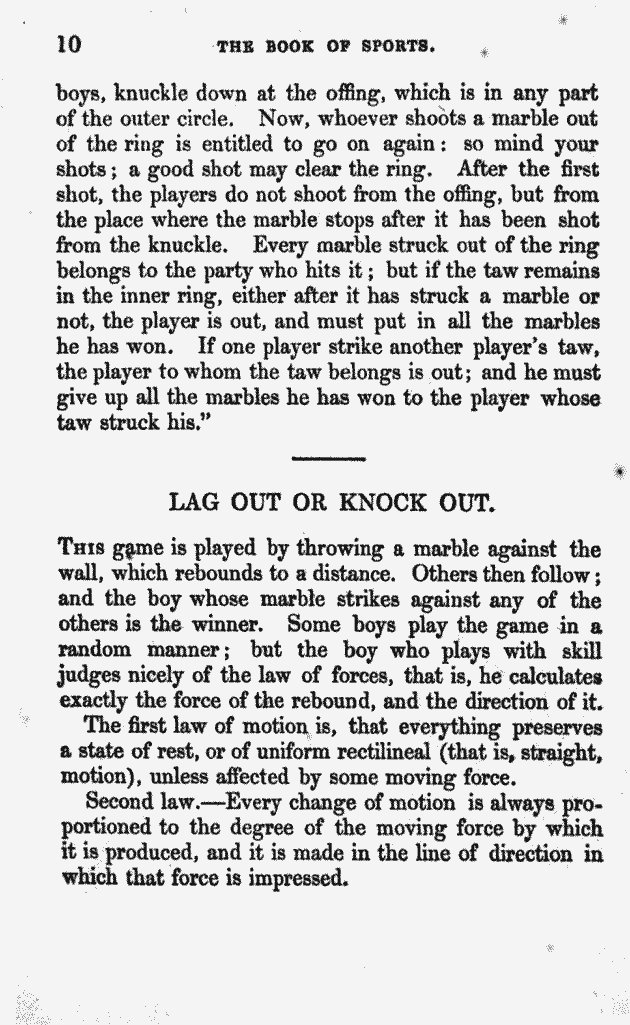 10 THE BOOK OF SPORTS.
boys, knuckle down at the offing, which is in any part
of the outer circle. Now, whoever shoots a marble out
of the ring is entitled to go on again: so mind your
shots; a good shot may clear the ring. After the first
shot, the players do not shoot from the offing, but from
the place where the marble stops after it has been shot
from the knuckle. Every marble struck out of the ring
belongs to the party who hits it; but if the taw remains
in the inner ring, either after it has struck a marble or
not, the player is out, and must put in all the marbles
he has won. If one player strike another player's taw,
the player to whom the taw belongs is out; and he must
give up all the marbles he has won to the player whose
taw struck his."
LAG OUT OR KNOCK OUT.
THIS game is played by throwing a marble against the
wall, which rebounds to a distance. Others then follow;
and the boy whose marble strikes against any of the
others is the winner. Some boys play the game in a
random manner; but the boy who plays with skill
judges nicely of the law of forces, that is, he calculates
exactly the force of the rebound, and the direction of it.
The first law of motion is, that everything preserves
a state of rest, or of uniform rectilineal (that is, straight,
motion), unless affected by some moving force.
Second law.—Every change of motion is always pro-
portioned to the degree of the moving force by which
it is produced, and it is made in the line of direction in
which that force is impressed.